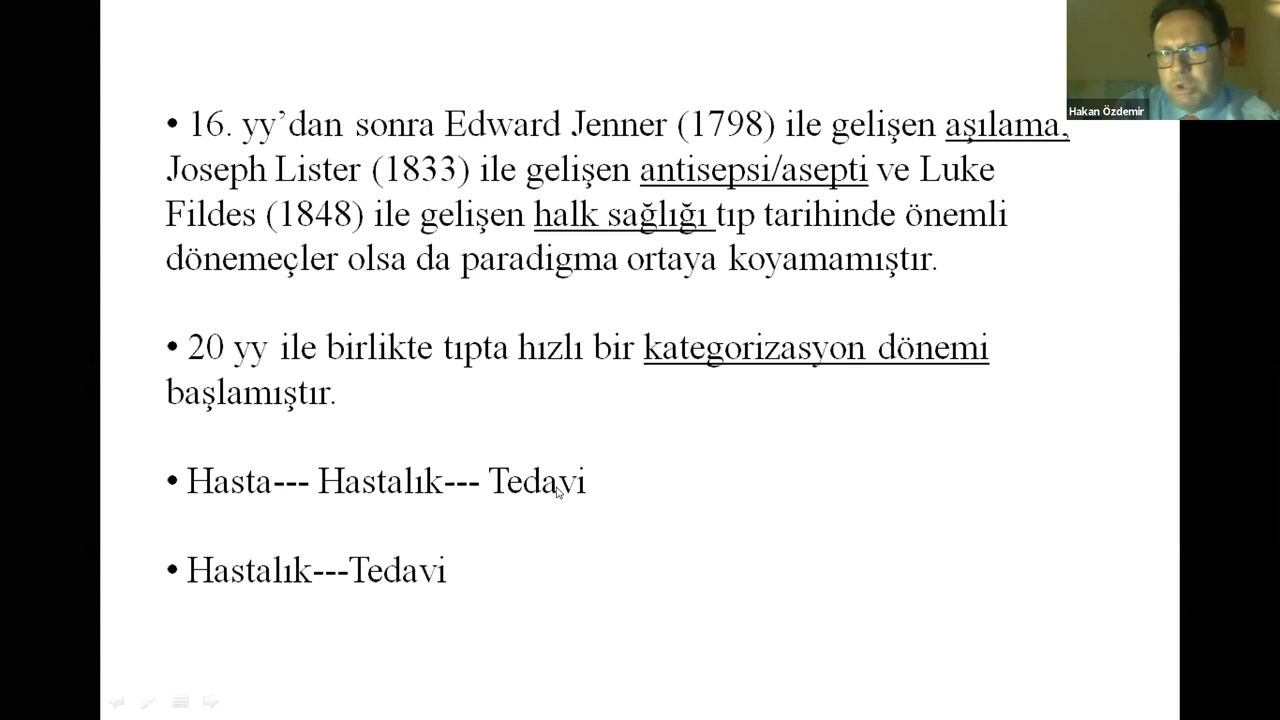 • 16. yy’dan sonra Edward Jenner (1798) ile gelişen aşılama,
Joseph Lister (1833) ile gelişen antisepsi/asepti ve Luke
Fildes (1848) ile gelişen halk sağlığı tıp tarihinde önemli
dönemeçler olsa da paradigma ortaya koyamamıştır.
• 20 yy ile birlikte tıpta hızlı bir kategorizasyon dönemi
başlamıştır.
• Hasta--- Hastalık--- Tedavi
• Hastalık---Tedavi
Hakan Özdemir